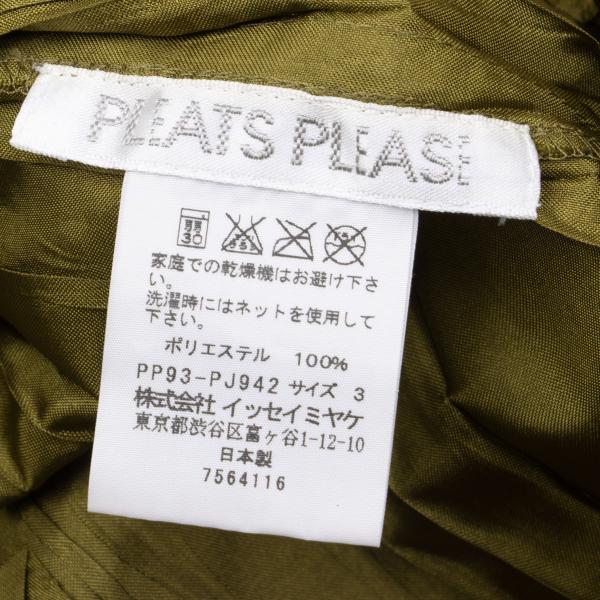 PLEATS PLEASE
30
家庭での乾燥機はお避け下さ
い。
洗濯時にはネットを使用して
下さい。
ポリエステル 100%
PP93-PJ942 サイズ 3
株式会社 イッセイミヤケ
東京都渋谷区富ヶ谷1-12-10
日本製
7564116